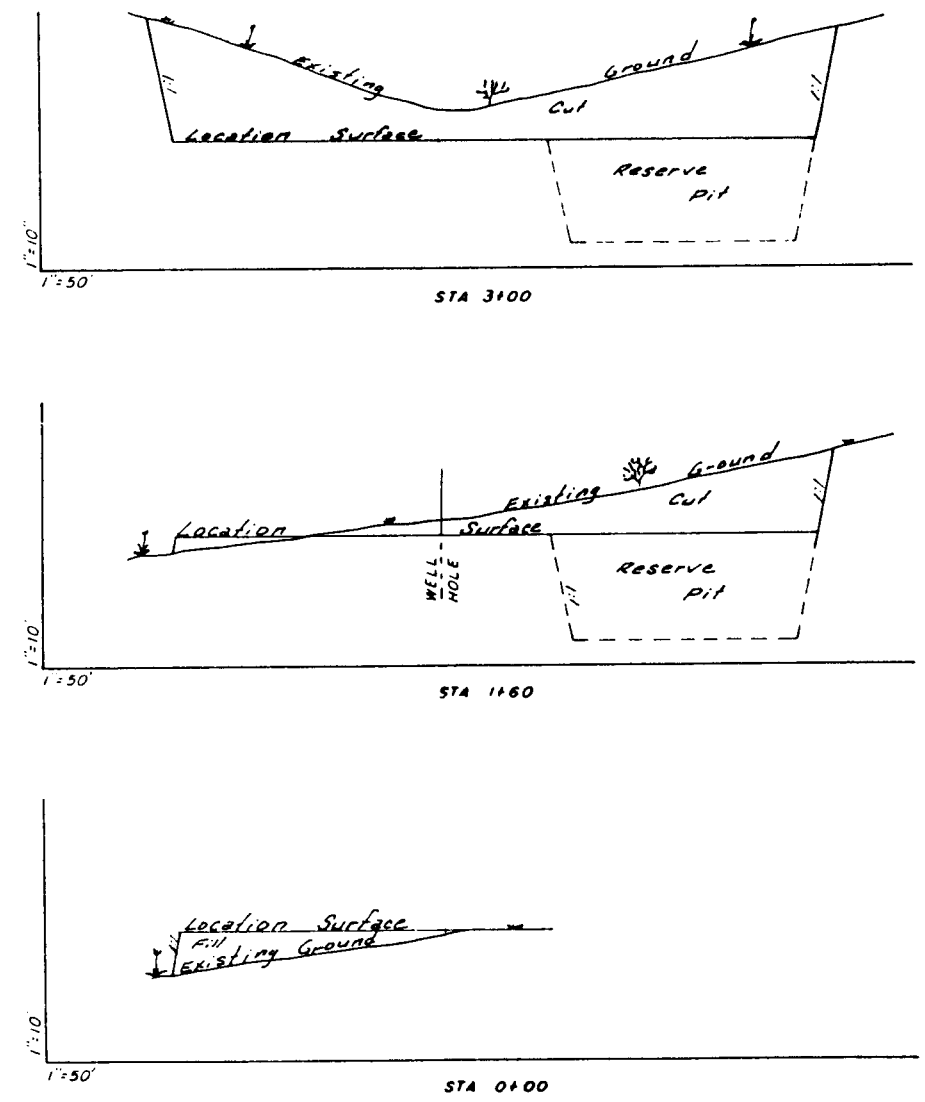 Existing Ground
1:1
Cut
1:1
Location Surface
Reserve
Pit
1"=10'
1"=50'
STA 3+00
G-ound
Existing
Cut
1:1
Location
Surface
WELL
HOLE
Reserve
Pit
1:1
1"=10'
1"=50'
STA 1+60
Location Surface
1:1
Fill
Existing Ground
1"=10'
1"=50'
STA 0+00